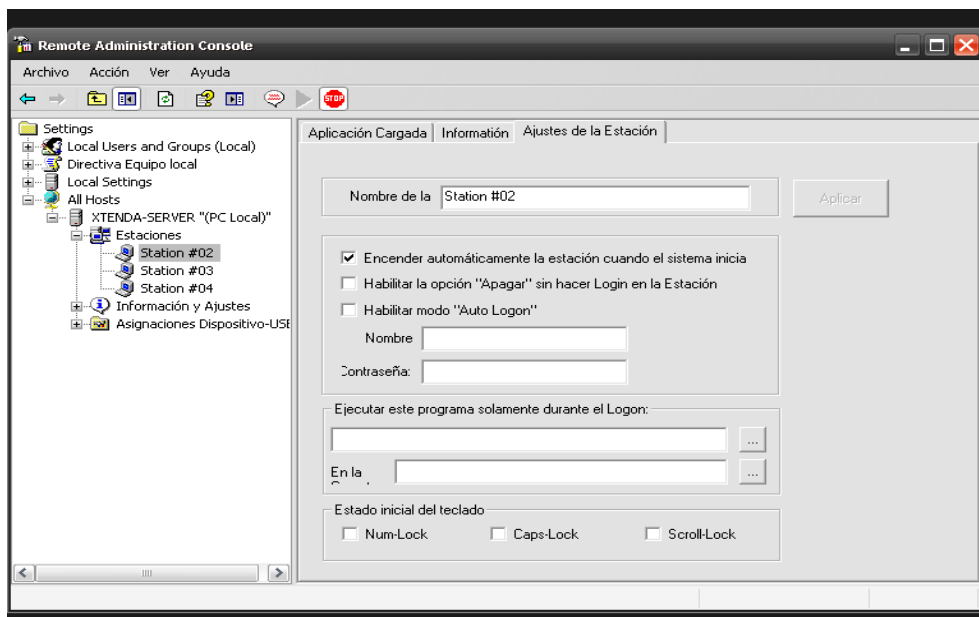 Remote Administration Console
Archivo Acción Ver Ayuda
STOP
Settings
Local Users and Groups (Local)
Directiva Equipo local
Local Settings
All Hosts
XTENDA-SERVER "(PC Local)"
Estaciones
Station #02
Station #03
Station #04
Información y Ajustes
Asignaciones Dispositivo-USB
Aplicación Cargada Informatión Ajustes de la Estación
Nombre de la Station #02 Aplicar
Encender automáticamente la estación cuando el sistema inicia
Habilitar la opción "Apagar" sin hacer Login en la Estación
Habilitar modo "Auto Logon"
Nombre
Contraseña:
Ejecutar este programa solamente durante el Logon:
...
En la
...
Estado inicial del teclado
Num-Lock Caps-Lock Scroll-Lock